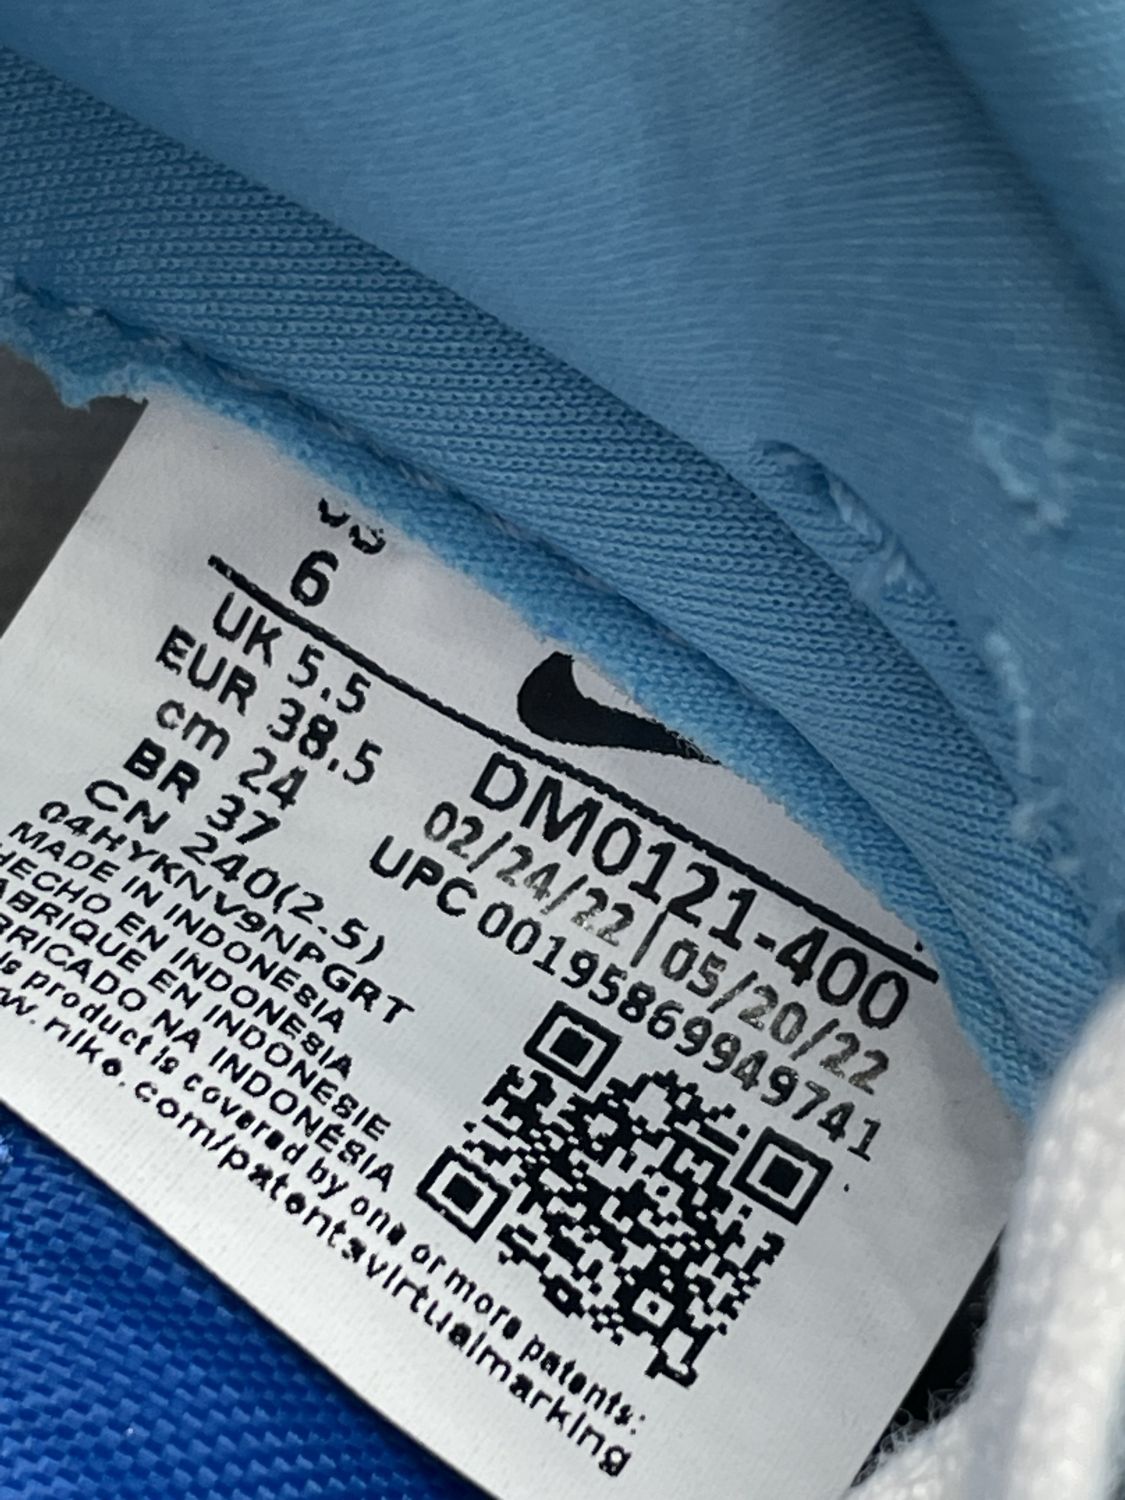 US
6
UK 5.5
EUR 38.5
cm 24
BR 37
CN 240(2.5)
04HYKNV9NPGRT
MADE IN INDONESIA
HECHO EN INDONESIA
FABRIQUE EN INDONESIE
FABRICADO NA INDONÉSIA
product is covered by one or more patents:
www.nike.com/patentsvirtualmarking
DM0121-400
02/24/22|05/20/22
UPC 00195869949741